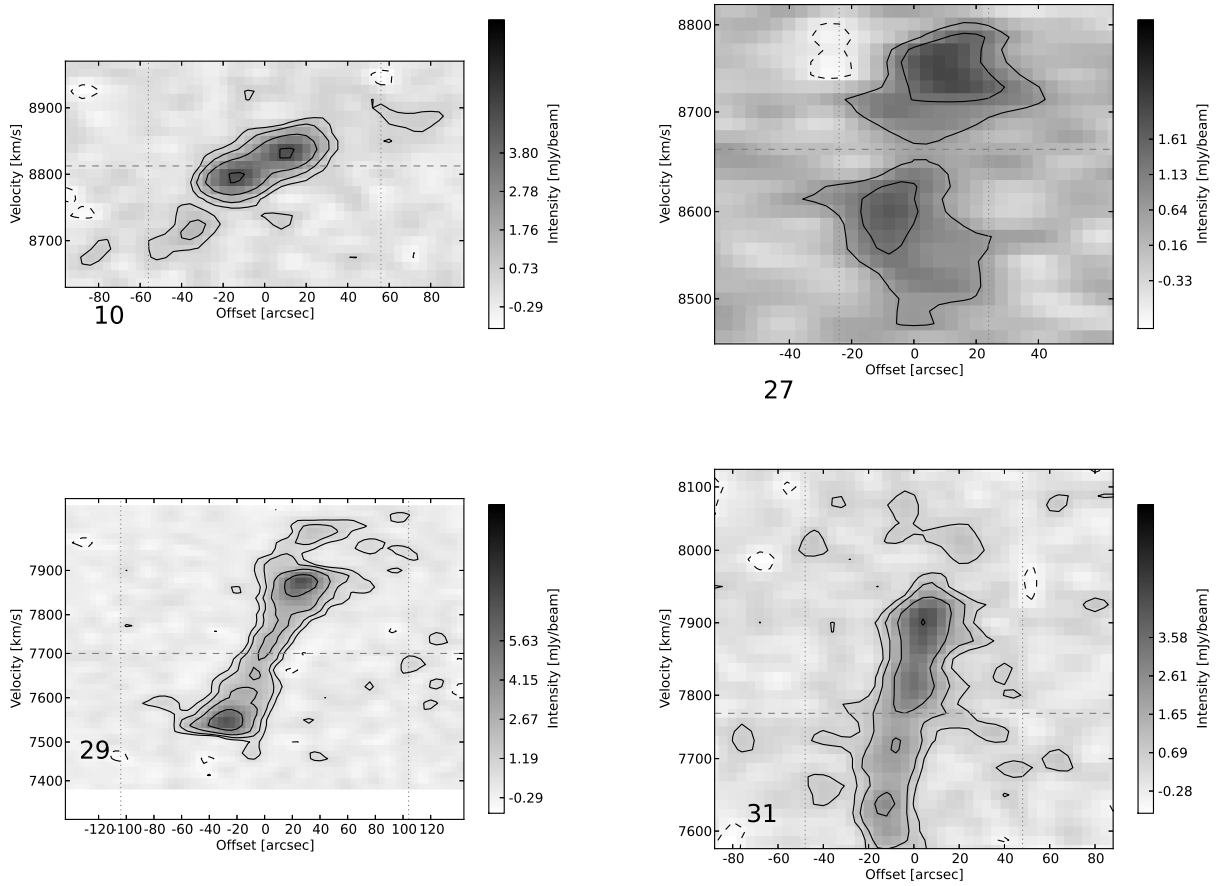 8900
8800
8700
Velocity [km/s]
-80 -60 -40 -20 0 20 40 60 80
Offset [arcsec]
10
3.80
2.78
1.76
0.73
-0.29
Intensity [mJy/beam]
8800
8700
8600
8500
Velocity [km/s]
-40 -20 0 20 40
Offset [arcsec]
27
1.61
1.13
0.64
0.16
-0.33
Intensity [mJy/beam]
7900
7800
7700
7600
7500
7400
Velocity [km/s]
29
-120 -100 -80 -60 -40 -20 0 20 40 60 80 100 120
Offset [arcsec]
5.63
4.15
2.67
1.19
-0.29
Intensity [mJy/beam]
8100
8000
7900
7800
7700
7600
Velocity [km/s]
31
-80 -60 -40 -20 0 20 40 60 80
Offset [arcsec]
3.58
2.61
1.65
0.69
-0.28
Intensity [mJy/beam]